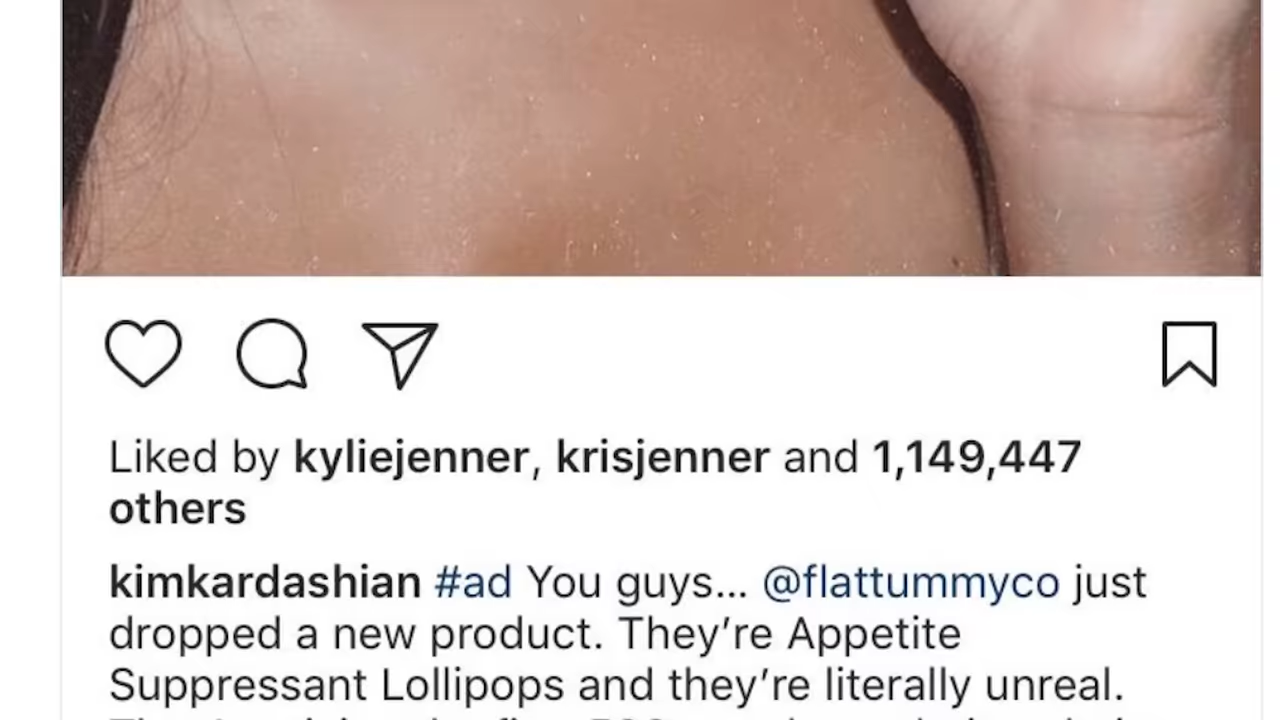 Liked by kyliejenner, krisjenner and 1,149,447
others
kimkardashian #ad You guys... @flattummyco just
dropped a new product. They’re Appetite
Suppressant Lollipops and they’re literally unreal.